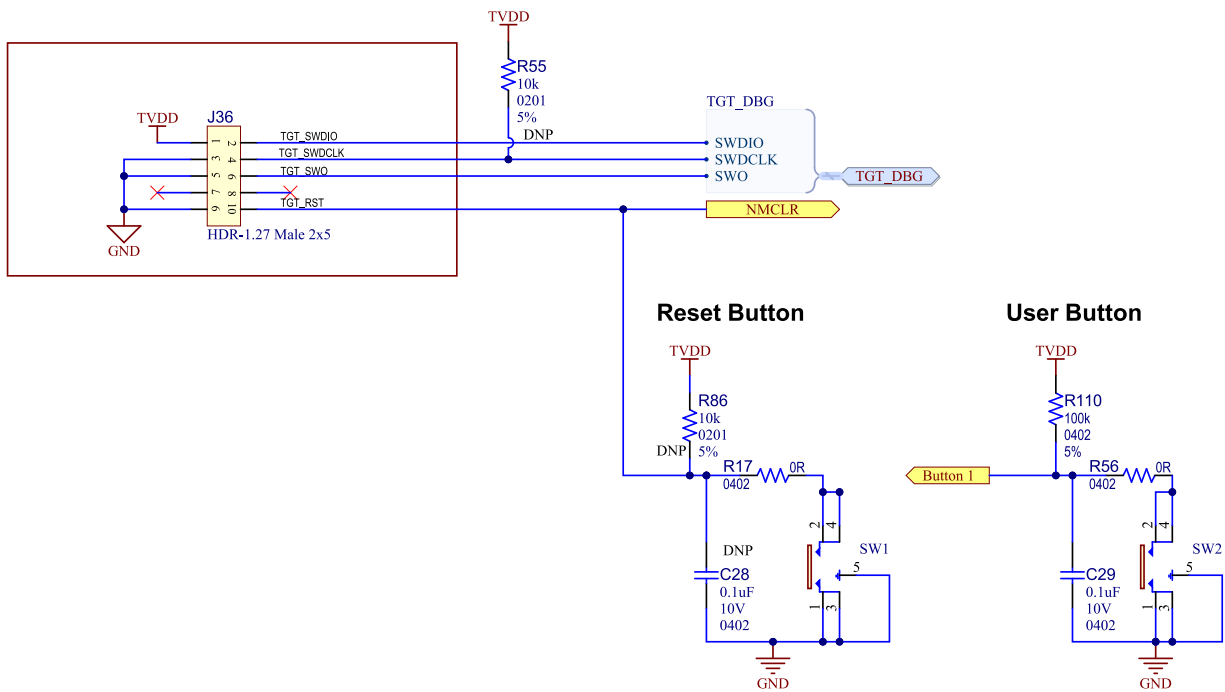 TVDD
R55
10k
0201
5%
DNP
TVDD
J36
1
2
3
4
5
6
7
8
9
10
TGT_SWDIO
TGT_SWDCLK
TGT_SWO
TGT_RST
HDR-1.27 Male 2x5
GND
TGT_DBG
SWDIO
SWDCLK
SWO
TGT_DBG
NMCLR
Reset Button
TVDD
R86
10k
0201
DNP 5%
R17 0R
0402
2 4
DNP
SW1
5
C28
0.1uF
10V
0402
1 3
GND
User Button
TVDD
R110
100k
0402
5%
Button 1
R56 0R
0402
2 4
SW2
5
C29
0.1uF
10V
0402
1 3
GND